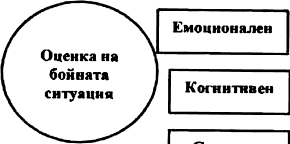 Емоционален
Оценка на
бойната
ситуация
Когнитивен